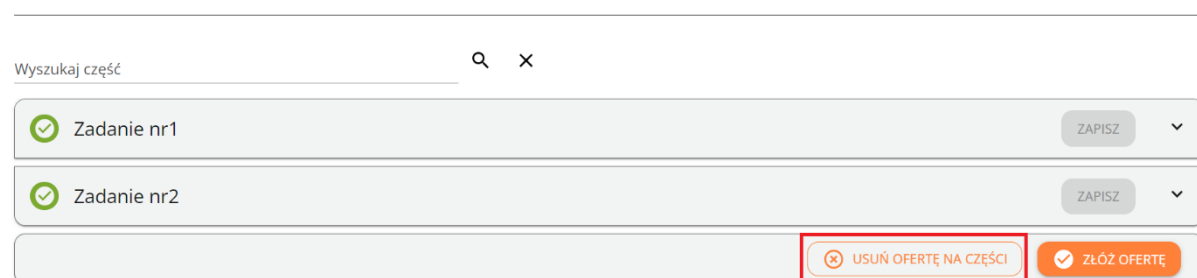 Wyszukaj część
Zadanie nr1
ZAPISZ
Zadanie nr2
ZAPISZ
USUŃ OFERTĘ NA CZĘŚCI
ZŁÓŻ OFERTĘ